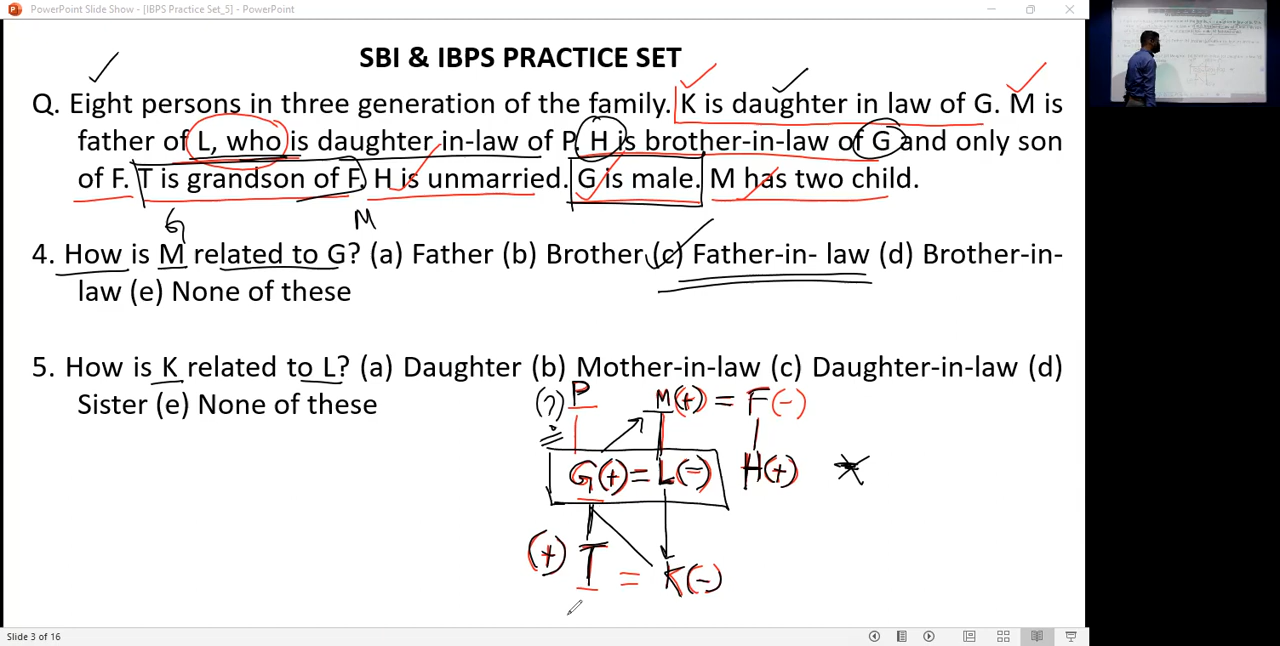 PowerPoint Slide Show - [IBPS Practice Set_5] - PowerPoint
SBI & IBPS PRACTICE SET
Q. Eight persons in three generation of the family. K is daughter in law of G. M is
father of L, who is daughter in-law of P. H is brother-in-law of G and only son
of F. T is grandson of F. H is unmarried. G is male. M has two child.
G M
4. How is M related to G? (a) Father (b) Brother (c) Father-in- law (d) Brother-in-
law (e) None of these
5. How is K related to L? (a) Daughter (b) Mother-in-law (c) Daughter-in-law (d)
Sister (e) None of these
(?) P M(+) = F(-)
G(+) = L(-) H(+)
(+) T = K(-)
Slide 3 of 16